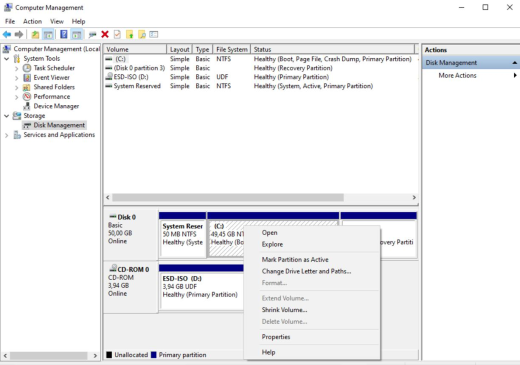 Computer Management
File Action View Help
Computer Management (Local
System Tools
Task Scheduler
Event Viewer
Shared Folders
Performance
Device Manager
Storage
Disk Management
Services and Applications
Volume Layout Type File System Status
(C:) Simple Basic NTFS Healthy (Boot, Page File, Crash Dump, Primary Partition)
(Disk 0 partition 3) Simple Basic Healthy (Recovery Partition)
ESD-ISO (D:) Simple Basic UDF Healthy (Primary Partition)
System Reserved Simple Basic NTFS Healthy (System, Active, Primary Partition)
Disk 0
Basic
50,00 GB
Online
System Reser
50 MB NTFS
Healthy (Syste
(C:)
49,45 GB NT
Healthy (Bo
overy Partiti
CD-ROM 0
CD-ROM
3,94 GB
Online
ESD-ISO (D:)
3,94 GB UDF
Healthy (Primary Partition)
Open
Explore
Mark Partition as Active
Change Drive Letter and Paths...
Format...
Extend Volume...
Shrink Volume...
Delete Volume...
Properties
Help
Unallocated Primary partition
Actions
Disk Management
More Actions